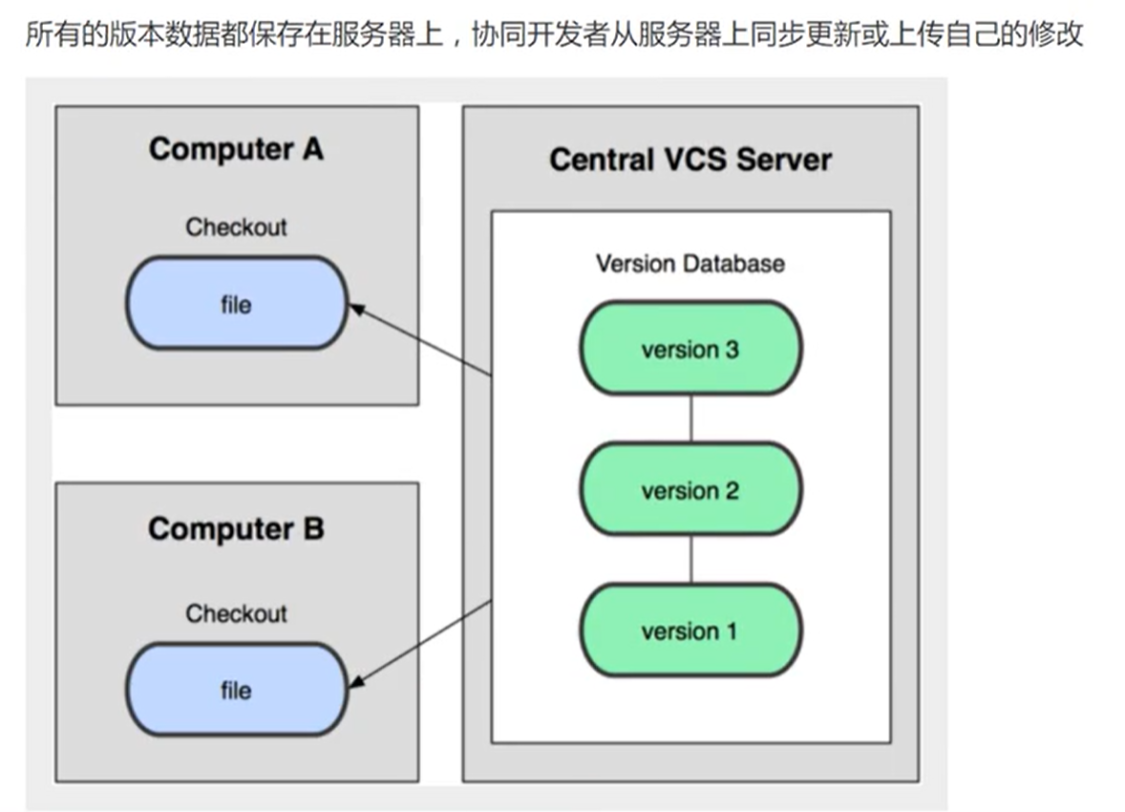 所有的版本数据都保存在服务器上，协同开发者从服务器上同步更新或上传自己的修改
Computer A
Checkout
file
Central VCS Server
Version Database
version 3
version 2
version 1
Computer B
Checkout
file